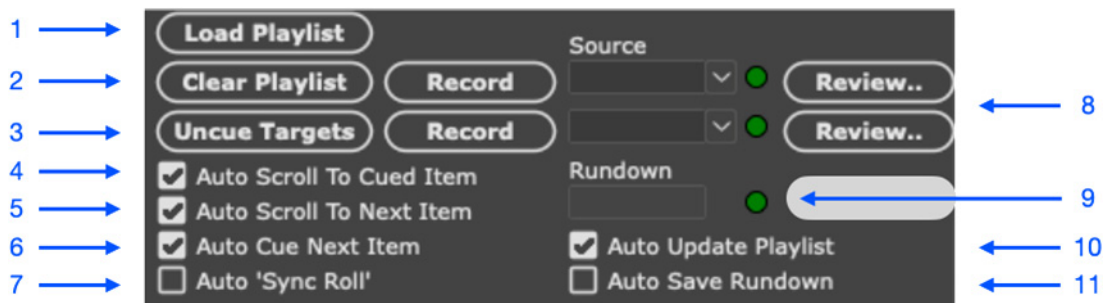 1 Load Playlist
Source
2 Clear Playlist Record Review..
8
3 Uncue Targets Record Review..
4 Auto Scroll To Cued Item Rundown
5 Auto Scroll To Next Item 9
6 Auto Cue Next Item Auto Update Playlist 10
7 Auto 'Sync Roll' Auto Save Rundown 11